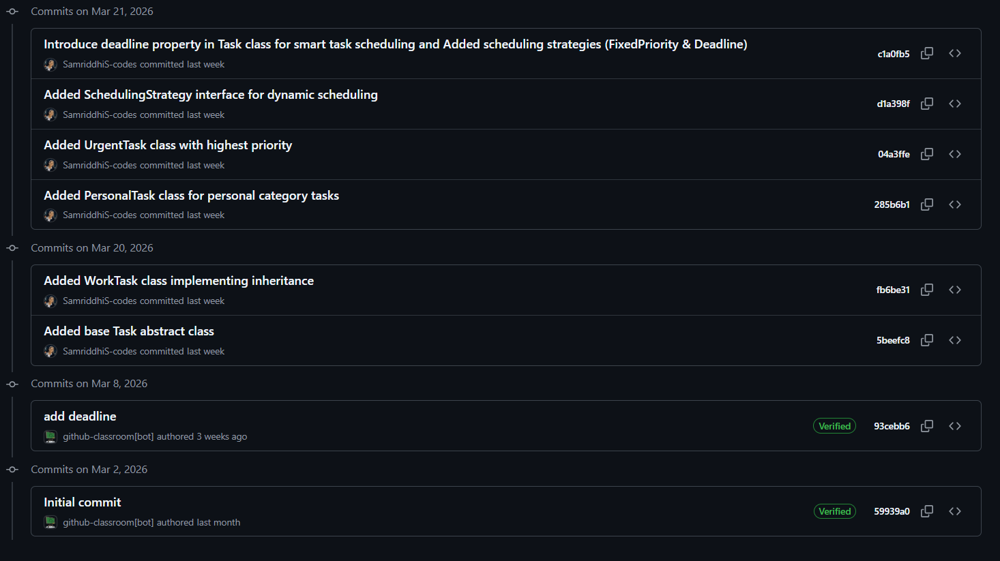 Commits on Mar 21, 2026
Introduce deadline property in Task class for smart task scheduling and Added scheduling strategies (FixedPriority & Deadline)
SamriddhiS-codes committed last week
c1a0fb5
Added SchedulingStrategy interface for dynamic scheduling
SamriddhiS-codes committed last week
d1a398f
Added UrgentTask class with highest priority
SamriddhiS-codes committed last week
04a3ffe
Added PersonalTask class for personal category tasks
SamriddhiS-codes committed last week
285b6b1
Commits on Mar 20, 2026
Added WorkTask class implementing inheritance
SamriddhiS-codes committed last week
fb6be31
Added base Task abstract class
SamriddhiS-codes committed last week
5beefc8
Commits on Mar 8, 2026
add deadline
github-classroom[bot] authored 3 weeks ago
Verified 93cebb6
Commits on Mar 2, 2026
Initial commit
github-classroom[bot] authored last month
Verified 59939a0